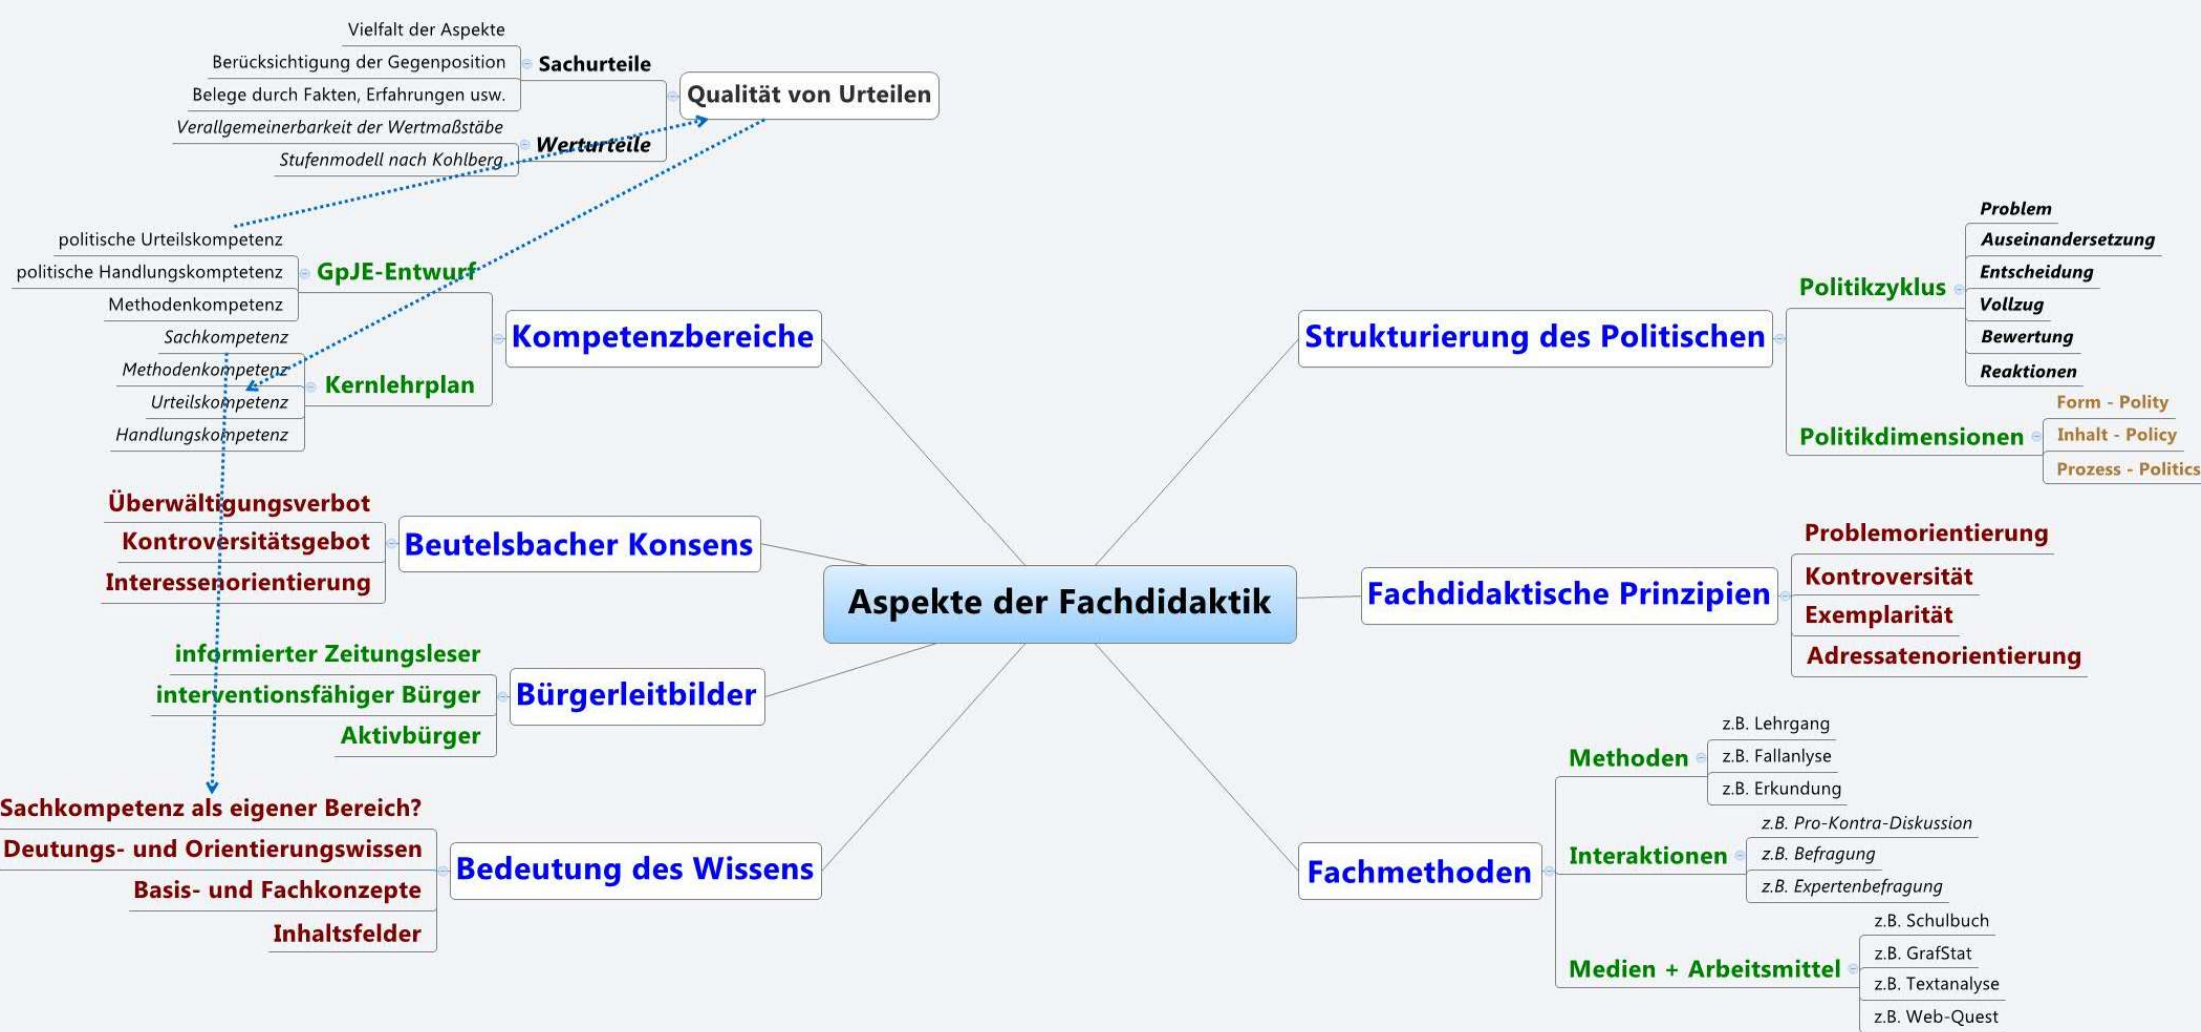 Vielfalt der Aspekte
Berücksichtigung der Gegenposition
Belege durch Fakten, Erfahrungen usw.
Sachurteile
Verallgemeinerbarkeit der Wertmaßstäbe
Stufenmodell nach Kohlberg
Werturteile
Qualität von Urteilen
politische Urteilskompetenz
politische Handlungskomptetenz
Methodenkompetenz
GpJE-Entwurf
Sachkompetenz
Methodenkompetenz
Urteilskompetenz
Handlungskompetenz
Kernlehrplan
Kompetenzbereiche
Überwältigungsverbot
Kontroversitätsgebot
Interessenorientierung
Beutelsbacher Konsens
informierter Zeitungsleser
interventionsfähiger Bürger
Aktivbürger
Bürgerleitbilder
Sachkompetenz als eigener Bereich?
Deutungs- und Orientierungswissen
Basis- und Fachkonzepte
Inhaltsfelder
Bedeutung des Wissens
Aspekte der Fachdidaktik
Strukturierung des Politischen
Politikzyklus
Problem
Auseinandersetzung
Entscheidung
Vollzug
Bewertung
Reaktionen
Politikdimensionen
Form - Polity
Inhalt - Policy
Prozess - Politics
Fachdidaktische Prinzipien
Problemorientierung
Kontroversität
Exemplarität
Adressatenorientierung
Fachmethoden
Methoden
z.B. Lehrgang
z.B. Fallanlyse
z.B. Erkundung
Interaktionen
z.B. Pro-Kontra-Diskussion
z.B. Befragung
z.B. Expertenbefragung
Medien + Arbeitsmittel
z.B. Schulbuch
z.B. GrafStat
z.B. Textanalyse
z.B. Web-Quest